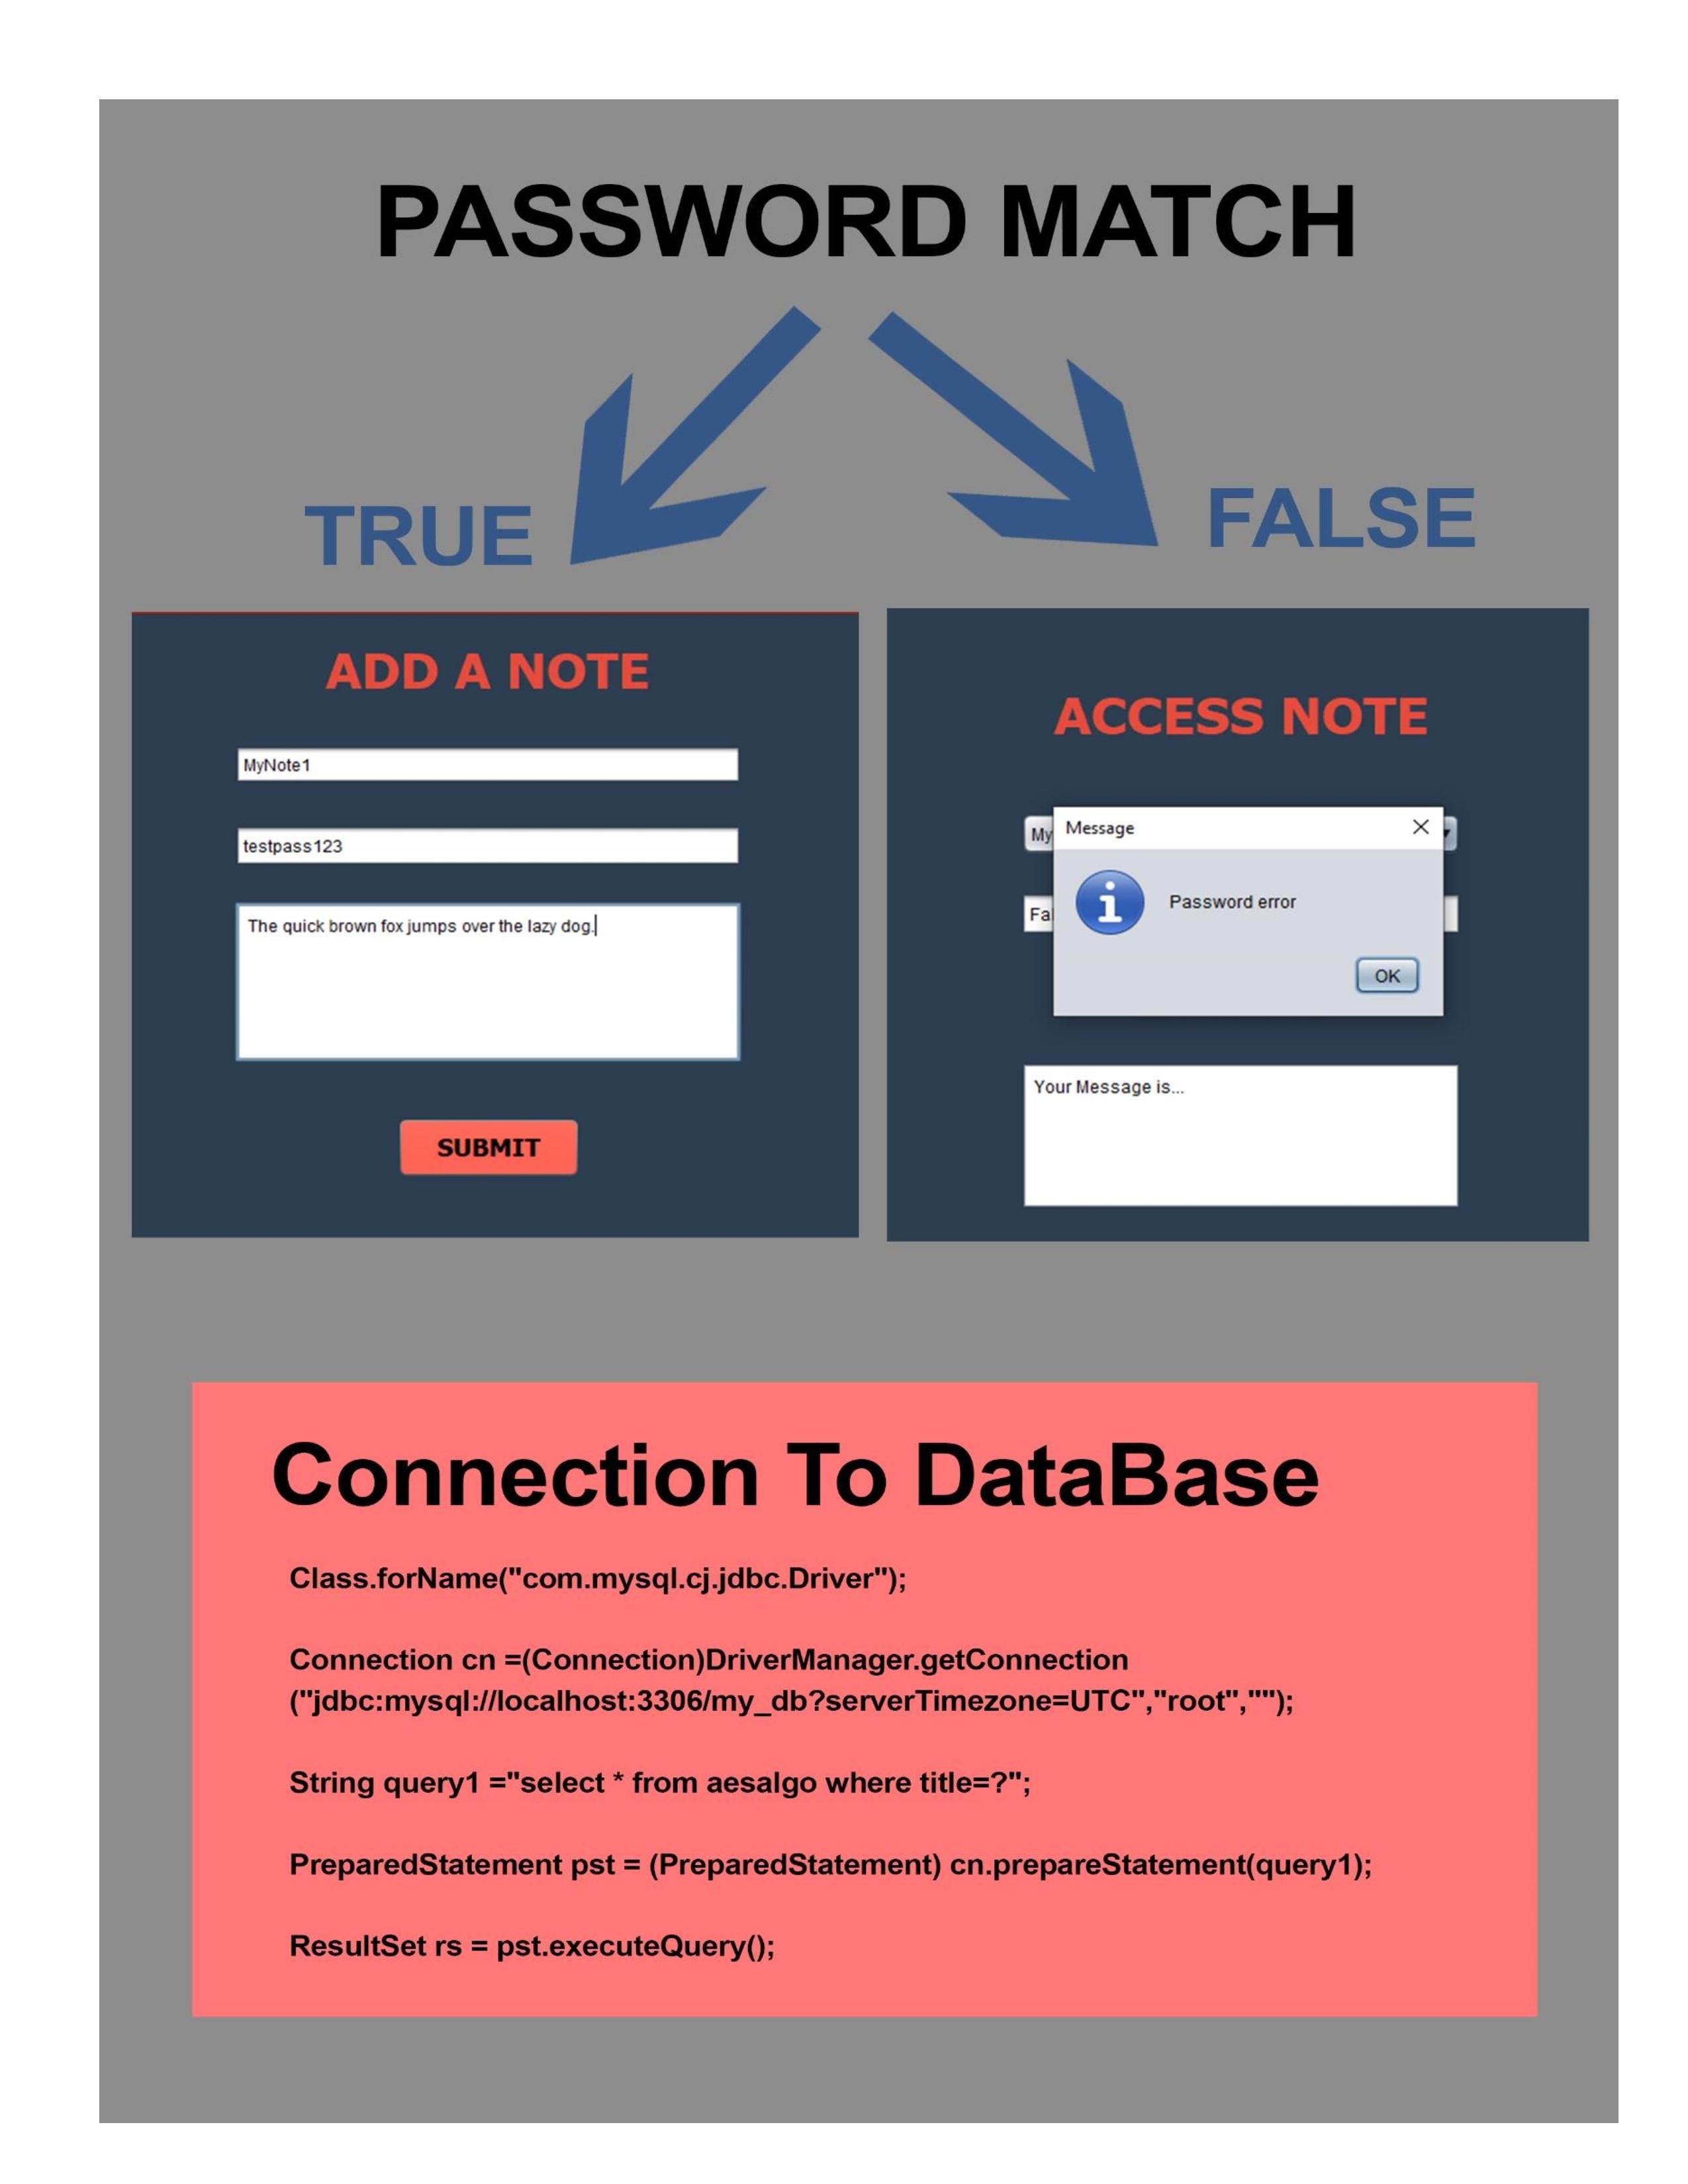 PASSWORD MATCH
TRUE
FALSE
ADD A NOTE
MyNote1
testpass123
The quick brown fox jumps over the lazy dog.
SUBMIT
ACCESS NOTE
My
Message
Fal
Password error
OK
Your Message is...
Connection To DataBase
Class.forName("com.mysql.cj.jdbc.Driver");
Connection cn =(Connection)DriverManager.getConnection
("jdbc:mysql://localhost:3306/my_db?serverTimezone=UTC","root","");
String query1 ="select * from aesalgo where title=?";
PreparedStatement pst = (PreparedStatement) cn.prepareStatement(query1);
ResultSet rs = pst.executeQuery();